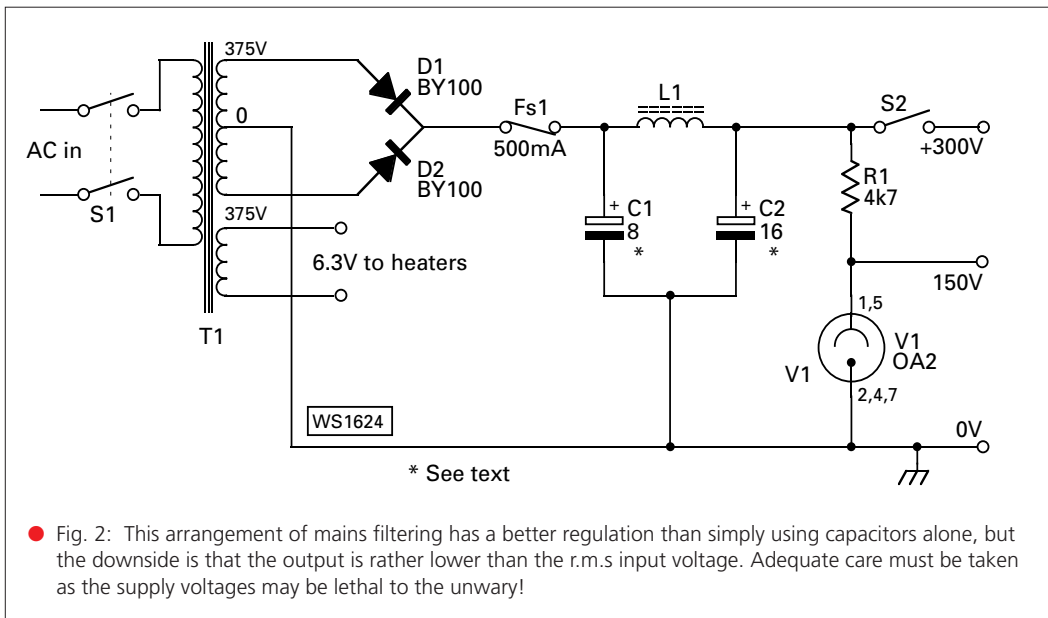 375V
D1
BY100
Fs1
500mA
L1
S2
+300V
0
AC in
S1
D2
BY100
R1
4k7
375V
+ C1
8
*
+ C2
16
*
6.3V to heaters
150V
T1
1,5
V1
OA2
V1
2,4,7
WS1624
0V
* See text
Fig. 2: This arrangement of mains filtering has a better regulation than simply using capacitors alone, but
the downside is that the output is rather lower than the r.m.s input voltage. Adequate care must be taken
as the supply voltages may be lethal to the unwary!